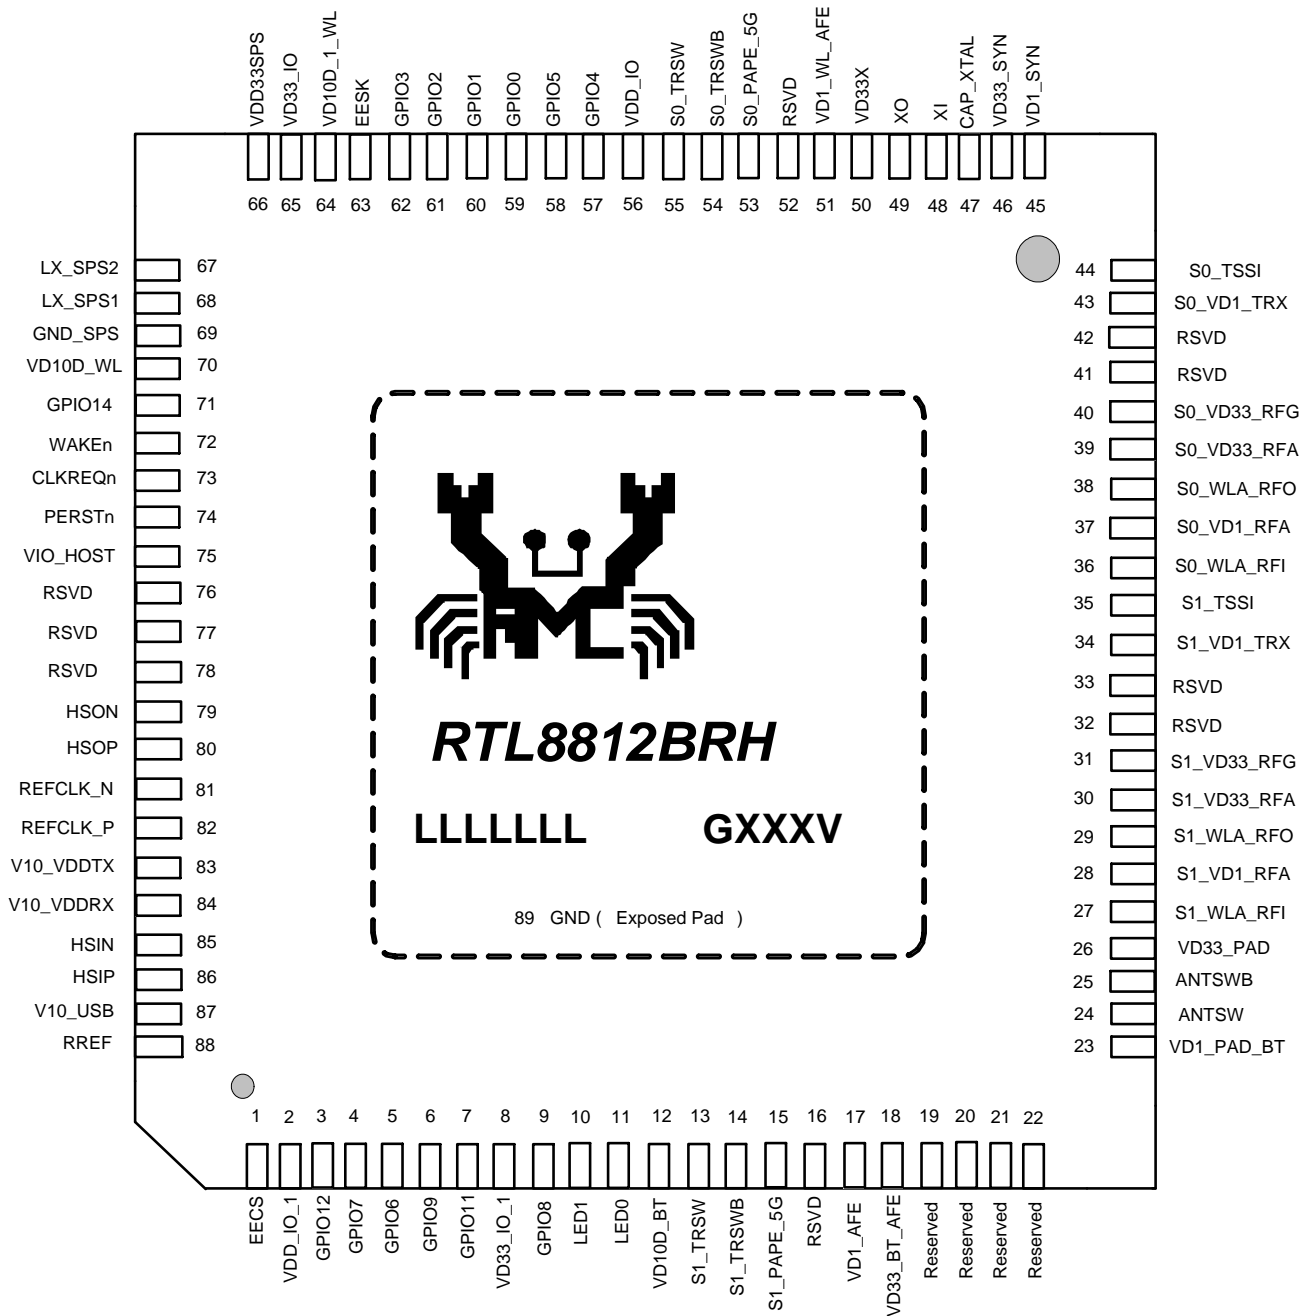 VDD33SPS VD33_IO VD10D_1_WL EESK GPIO3 GPIO2 GPIO1 GPIO0 GPIO5 GPIO4 VDD_IO S0_TRSW S0_TRSWB S0_PAPE_5G RSVD VD1_WL_AFE VD33X XO XI CAP_XTAL VD33_SYN VD1_SYN
66 65 64 63 62 61 60 59 58 57 56 55 54 53 52 51 50 49 48 47 46 45
LX_SPS2 67
LX_SPS1 68
GND_SPS 69
VD10D_WL 70
GPIO14 71
WAKEn 72
CLKREQn 73
PERSTn 74
VIO_HOST 75
RSVD 76
RSVD 77
RSVD 78
HSON 79
HSOP 80
REFCLK_N 81
REFCLK_P 82
V10_VDDTX 83
V10_VDDRX 84
HSIN 85
HSIP 86
V10_USB 87
RREF 88
RTL8812BRH
LLLLLLL GXXXV
89 GND ( Exposed Pad )
44 S0_TSSI
43 S0_VD1_TRX
42 RSVD
41 RSVD
40 S0_VD33_RFG
39 S0_VD33_RFA
38 S0_WLA_RFO
37 S0_VD1_RFA
36 S0_WLA_RFI
35 S1_TSSI
34 S1_VD1_TRX
33 RSVD
32 RSVD
31 S1_VD33_RFG
30 S1_VD33_RFA
29 S1_WLA_RFO
28 S1_VD1_RFA
27 S1_WLA_RFI
26 VD33_PAD
25 ANTSWB
24 ANTSW
23 VD1_PAD_BT
1 2 3 4 5 6 7 8 9 10 11 12 13 14 15 16 17 18 19 20 21 22
EECS VDD_IO_1 GPIO12 GPIO7 GPIO6 GPIO9 GPIO11 VD33_IO_1 GPIO8 LED1 LED0 VD10D_BT S1_TRSW S1_TRSWB S1_PAPE_5G RSVD VD1_AFE VD33_BT_AFE Reserved Reserved Reserved Reserved